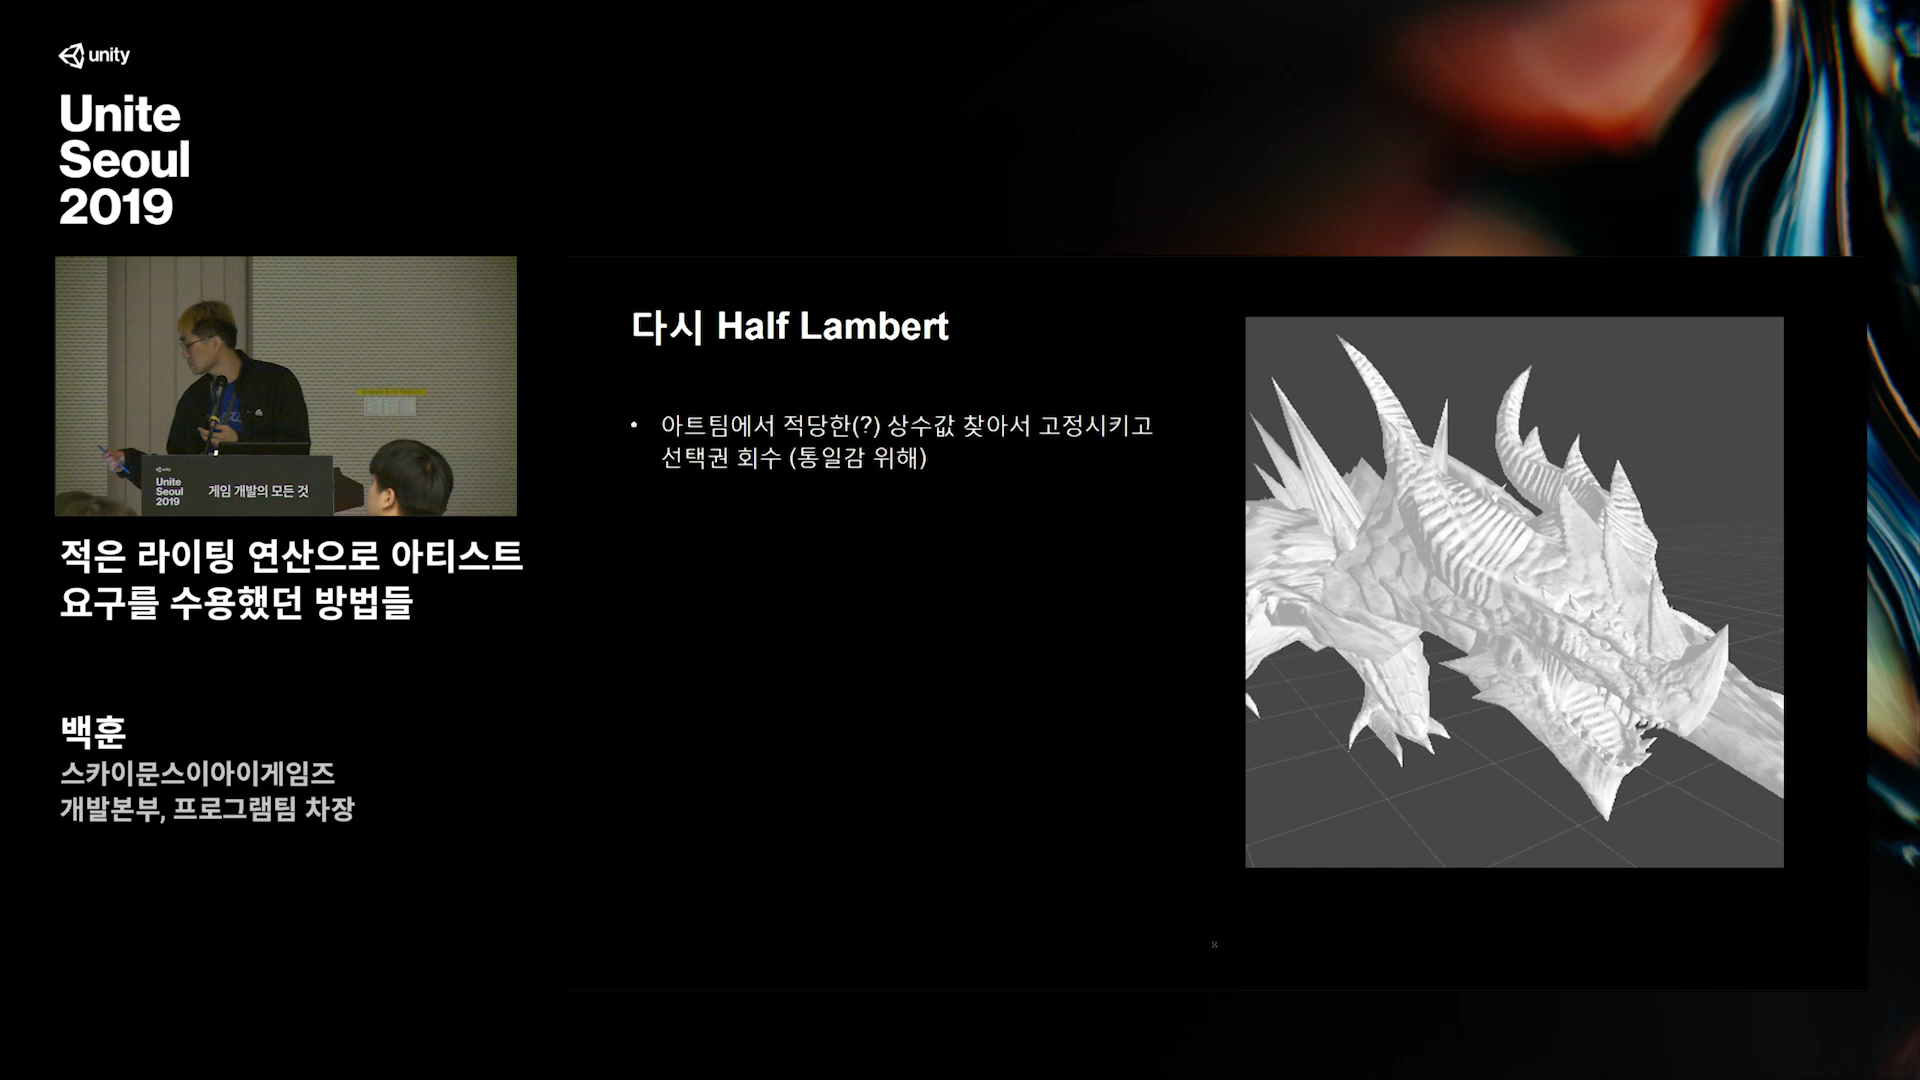 unity
Unite
Seoul
2019
Unite
Seoul
2019
게임 개발의 모든 것
적은 라이팅 연산으로 아티스트
요구를 수용했던 방법들
백훈
스카이문스이아이게임즈
개발본부, 프로그램팀 차장
다시 Half Lambert
• 아트팀에서 적당한(?) 상수값 찾아서 고정시키고
선택권 회수 (통일감 위해)
8